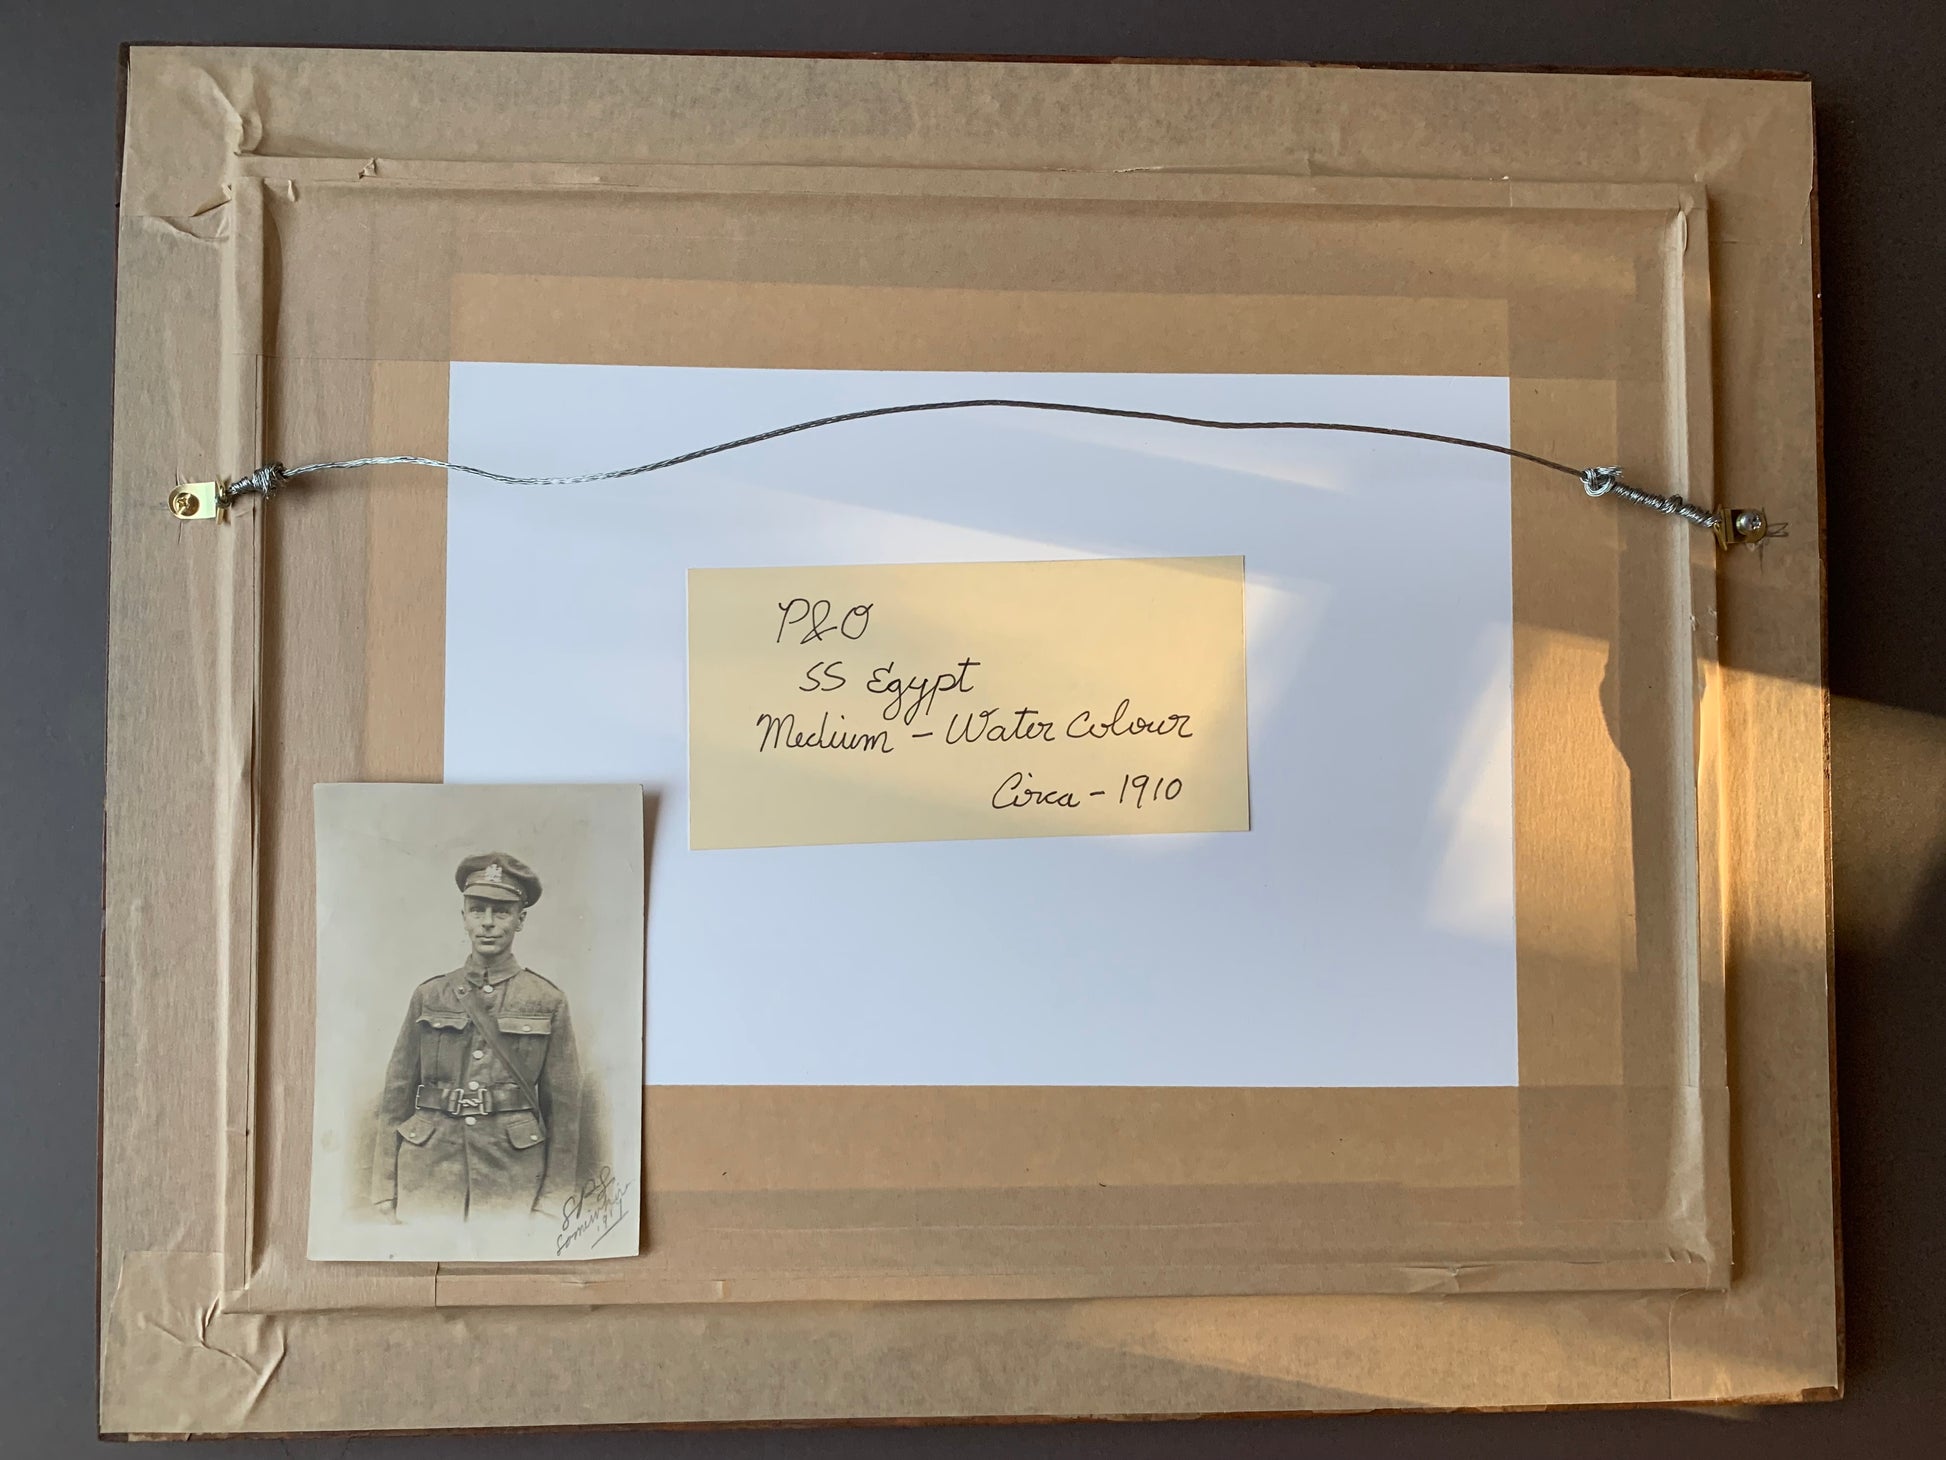 P&O
SS Egypt
Medium - Water Colour
Circa - 1910